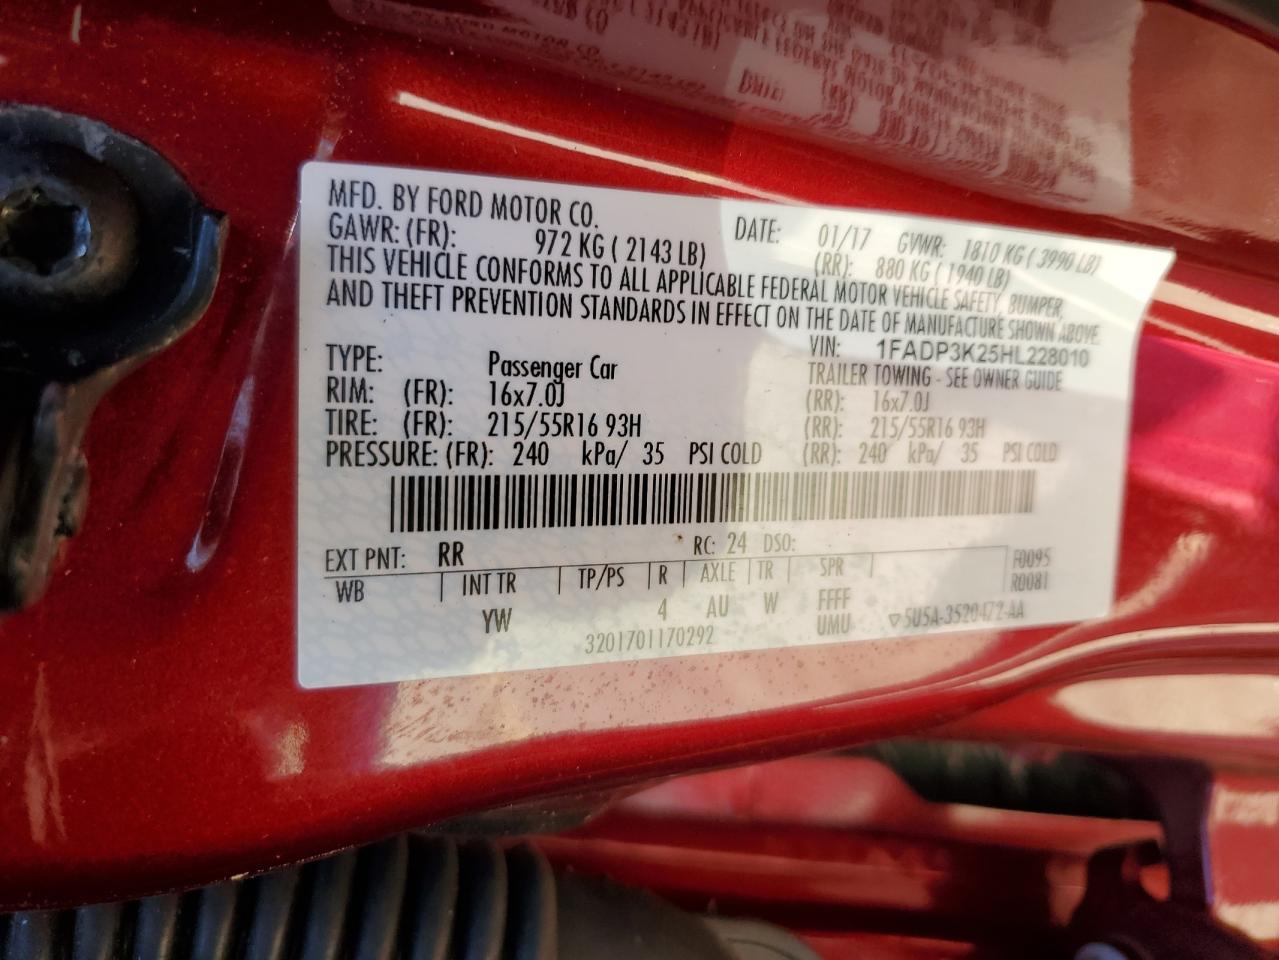 MFD. BY FORD MOTOR CO. DATE: 01/17 GVWR: 1810 KG ( 3990 LB)
GAWR: (FR): 972 KG ( 2143 LB) (RR): 880 KG ( 1940 LB)
THIS VEHICLE CONFORMS TO ALL APPLICABLE FEDERAL MOTOR VEHICLE SAFETY, BUMPER,
AND THEFT PREVENTION STANDARDS IN EFFECT ON THE DATE OF MANUFACTURE SHOWN ABOVE.
VIN: 1FADP3K25HL228010
TYPE: Passenger Car TRAILER TOWING - SEE OWNER GUIDE
RIM: (FR): 16x7.0J (RR): 16x7.0J
TIRE: (FR): 215/55R16 93H (RR): 215/55R16 93H
PRESSURE: (FR): 240 kPa/ 35 PSI COLD (RR): 240 kPa/ 35 PSI COLD
EXT PNT: RR RC: 24 DSO: F0095
WB INT TR TP/PS R AXLE TR SPR R0081
YW 4 AU W FFFF
UMU ▽5U5A-3520472-AA
3201701170292